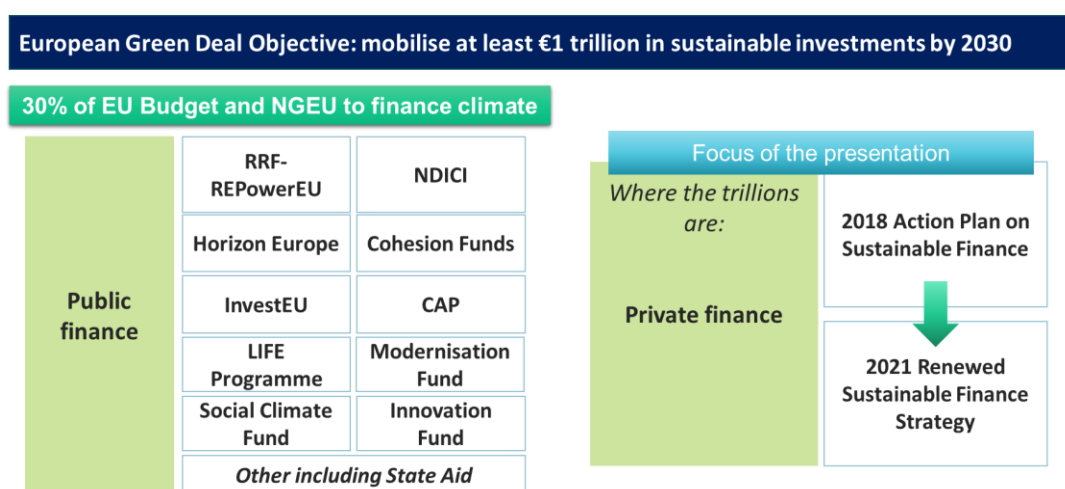 European Green Deal Objective: mobilise at least €1 trillion in sustainable investments by 2030
30% of EU Budget and NGEU to finance climate
Public
finance
RRF-
REPowerEU
NDICI
Horizon Europe
Cohesion Funds
InvestEU
CAP
LIFE
Programme
Modernisation
Fund
Social Climate
Fund
Innovation
Fund
Other including State Aid
Focus of the presentation
Where the trillions
are:
Private finance
2018 Action Plan on
Sustainable Finance
2021 Renewed
Sustainable Finance
Strategy